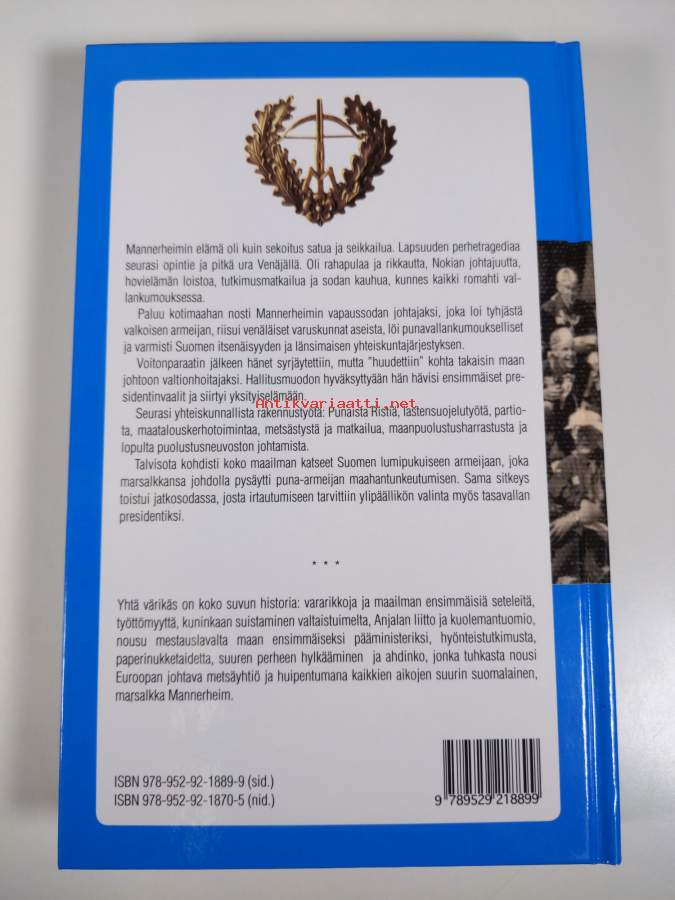 Mannerheimin elämä oli kuin sekoitus satua ja seikkailua. Lapsuuden perhetragediaa
seurasi opintie ja pitkä ura Venäjällä. Oli rahapulaa ja rikkautta, Nokian johtajuutta,
hovielämän loistoa, tutkimusmatkailua ja sodan kauhua, kunnes kaikki romahti val-
lankumouksessa.
Paluu kotimaahan nosti Mannerheimin vapaussodan johtajaksi, joka loi tyhjästä
valkoisen armeijan, riisui venäläiset varuskunnat aseista, löi punavallankumoukselliset
ja varmisti Suomen itsenäisyyden ja länsimaisen yhteiskuntajärjestyksen.
Voitonparaatin jälkeen hänet syrjäytettiin, mutta "huudettiin" kohta takaisin maan
johtoon valtionhoitajaksi. Hallitusmuodon hyväksyttyään hän hävisi ensimmäiset pre-
sidentinvaalit ja siirtyi yksityiselämään.
Antikvariaatti.net
Seurasi yhteiskunnallista rakennustyötä: Punaista Ristiä, lastensuojelutyötä, partio-
ta, maatalouskerhotoimintaa, metsästystä ja matkailua, maanpuolustusharrastusta ja
lopulta puolustusneuvoston johtamista.
Talvisota kohdisti koko maailman katseet Suomen lumipukuiseen armeijaan, joka
marsalkkansa johdolla pysäytti puna-armeijan maahantunkeutumisen. Sama sitkeys
toistui jatkosodassa, josta irtautumiseen tarvittiin ylipäällikön valinta myös tasavallan
presidentiksi.
* * *
Yhtä värikäs on koko suvun historia: vararikkoja ja maailman ensimmäisiä seteleitä,
työttömyyttä, kuninkaan suistaminen valtaistuimelta, Anjalan liitto ja kuolemantuomio,
nousu mestauslavalta maan ensimmäiseksi pääministeriksi, hyönteistutkimusta,
paperinukketaidetta, suuren perheen hylkääminen ja ahdinko, jonka tuhkasta nousi
Euroopan johtava metsäyhtiö ja huipentumana kaikkien aikojen suurin suomalainen,
marsalkka Mannerheim.
ISBN 978-952-92-1889-9 (sid.)
ISBN 978-952-92-1870-5 (nid.)
9 789529 218899